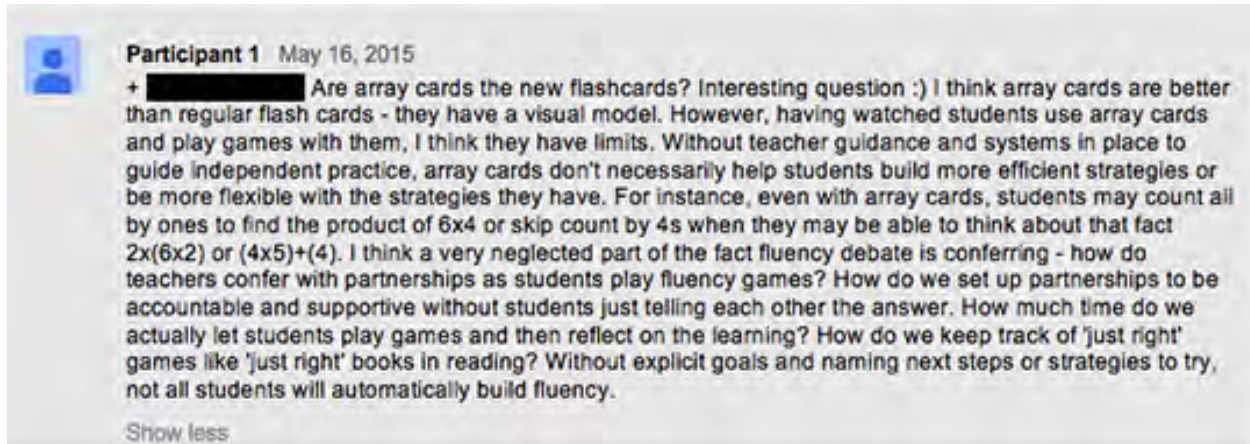 Participant 1 May 16, 2015
+ Are array cards the new flashcards? Interesting question :) I think array cards are better
than regular flash cards - they have a visual model. However, having watched students use array cards
and play games with them, I think they have limits. Without teacher guidance and systems in place to
guide independent practice, array cards don't necessarily help students build more efficient strategies or
be more flexible with the strategies they have. For instance, even with array cards, students may count all
by ones to find the product of 6x4 or skip count by 4s when they may be able to think about that fact
2x(6x2) or (4x5)+(4). I think a very neglected part of the fact fluency debate is conferring - how do
teachers confer with partnerships as students play fluency games? How do we set up partnerships to be
accountable and supportive without students just telling each other the answer. How much time do we
actually let students play games and then reflect on the learning? How do we keep track of 'just right'
games like 'just right' books in reading? Without explicit goals and naming next steps or strategies to try,
not all students will automatically build fluency.
Show less